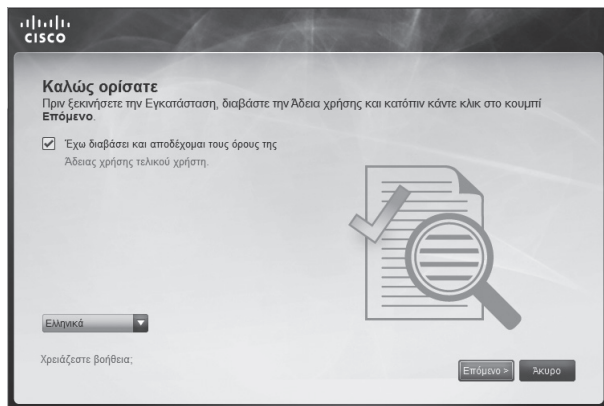 CISCO
Καλώς ορίσατε
Πριν ξεκινήσετε την Εγκατάσταση, διαβάστε την Άδεια χρήσης και κατόπιν κάντε κλικ στο κουμπί
Επόμενο.
Έχω διαβάσει και αποδέχομαι τους όρους της
Άδειας χρήσης τελικού χρήστη.
Ελληνικά
Χρειάζεστε βοήθεια;
Επόμενο >
Άκυρο